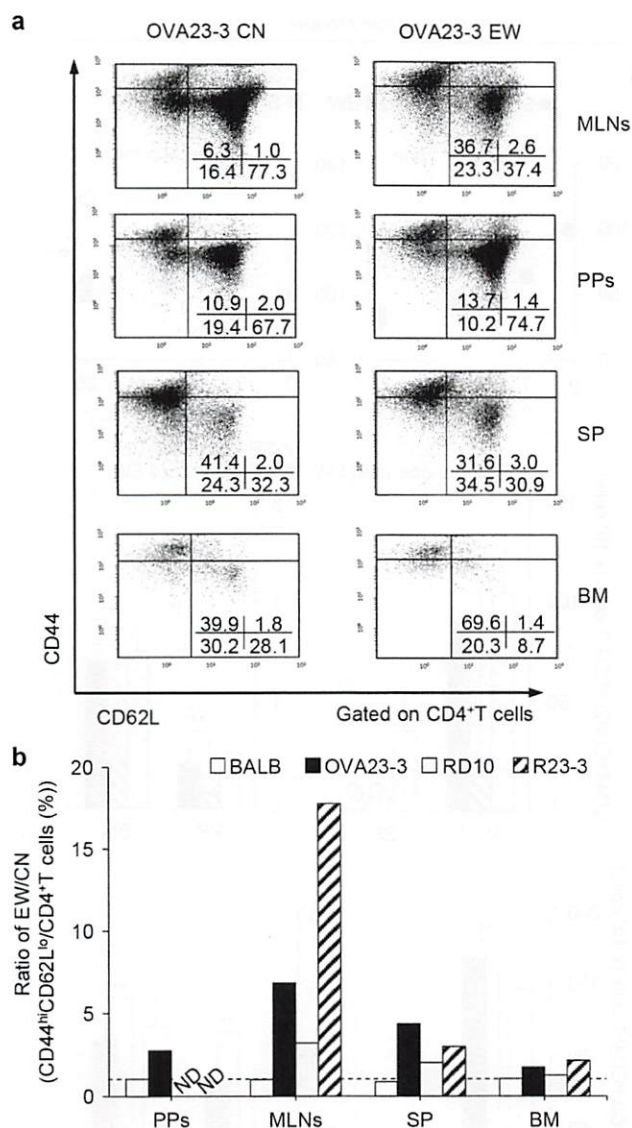 a
OVA23-3 CN
OVA23-3 EW
6.3 1.0
16.4 77.3
36.7 2.6
23.3 37.4
MLNs
10.9 2.0
19.4 67.7
13.7 1.4
10.2 74.7
PPs
41.4 2.0
24.3 32.3
31.6 3.0
34.5 30.9
SP
39.9 1.8
30.2 28.1
69.6 1.4
20.3 8.7
BM
CD44
CD62L
Gated on CD4⁺T cells
b
BALB OVA23-3 RD10 R23-3
Ratio of EW/CN
(CD44ʰⁱCD62Lˡᵒ/CD4⁺T cells (%))
20
15
10
5
0
ND
ND
PPs MLNs SP BM